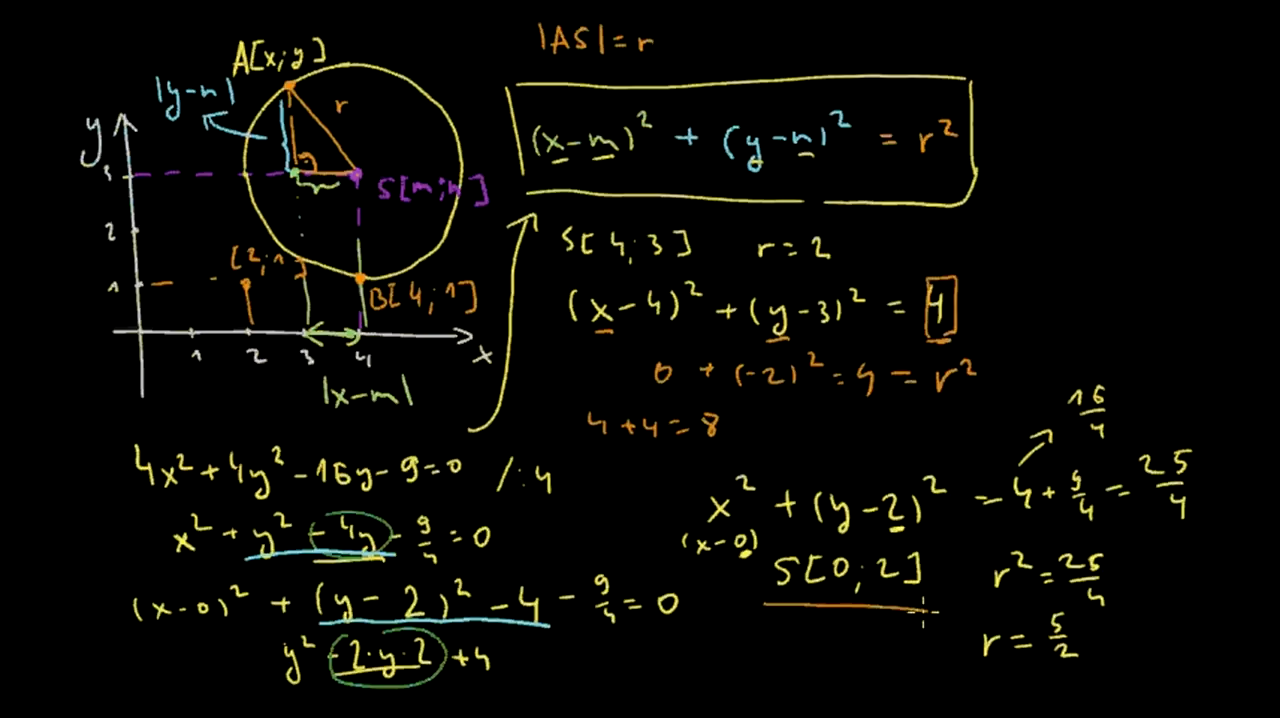 |AS| = r
A[x; y]
|y-n|
r
(x-m)² + (y-n)² = r²
y
3
S[m;n]
2
S[4; 3] r = 2
[2; 1]
1
B[4; 1]
(x-4)² + (y-3)² = 4
1 2 3 4 x
0 + (-2)² = 4 = r²
|x-m|
4 + 4 = 8
16/4
4x² + 4y² - 16y - 9 = 0 /:4
x² + (y-2)² = 4 + 9/4 = 25/4
x² + y² - 4y - 9/4 = 0
(x-0)
S[0; 2] r² = 25/4
(x-0)² + (y-2)² - 4 - 9/4 = 0
r = 5/2
y² - 2·y·2 + 4